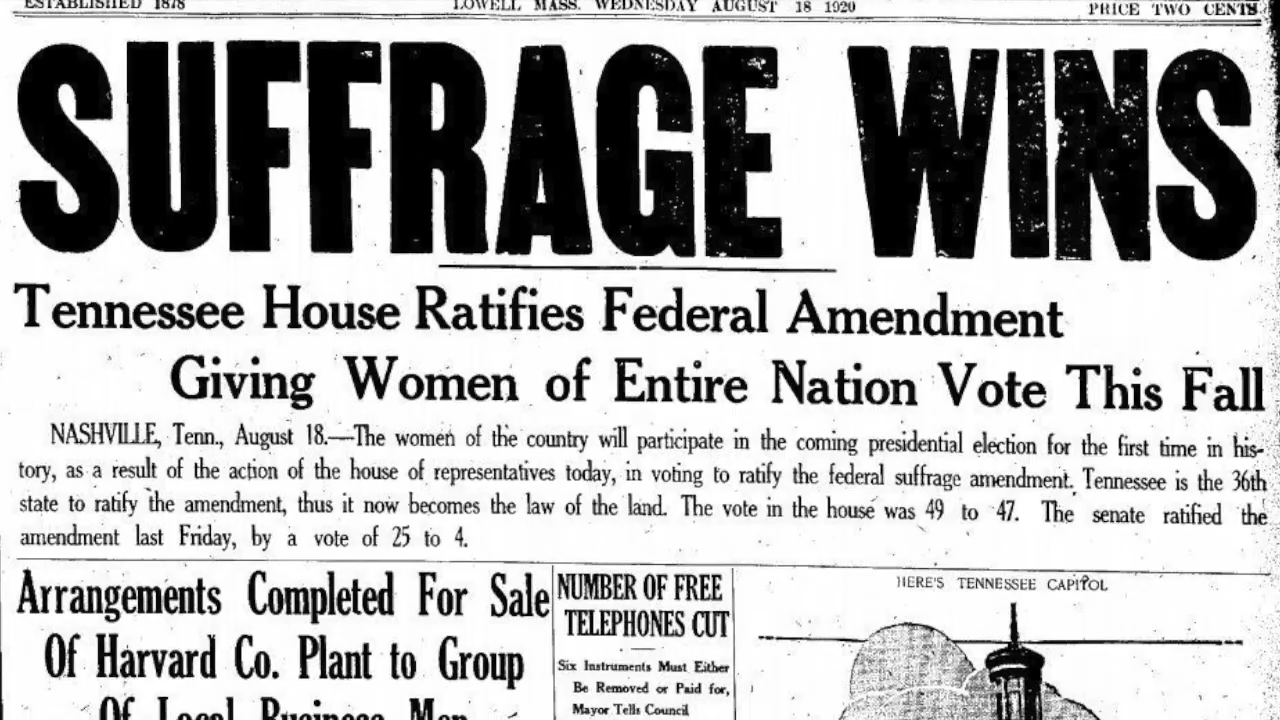 ESTABLISHED 1878
LOWELL MASS. WEDNESDAY AUGUST 18 1920
PRICE TWO CENTS
SUFFRAGE WINS
Tennessee House Ratifies Federal Amendment
Giving Women of Entire Nation Vote This Fall
NASHVILLE, Tenn., August 18.—The women of the country will participate in the coming presidential election for the first time in his-
tory, as a result of the action of the house of representatives today, in voting to ratify the federal suffrage amendment. Tennessee is the 36th
state to ratify the amendment, thus it now becomes the law of the land. The vote in the house was 49 to 47. The senate ratified the
amendment last Friday, by a vote of 25 to 4.
Arrangements Completed For Sale
Of Harvard Co. Plant to Group
Of Local Business Men
NUMBER OF FREE
TELEPHONES CUT
Six Instruments Must Either
Be Removed or Paid for,
Mayor Tells Council
HERE'S TENNESSEE CAPITOL